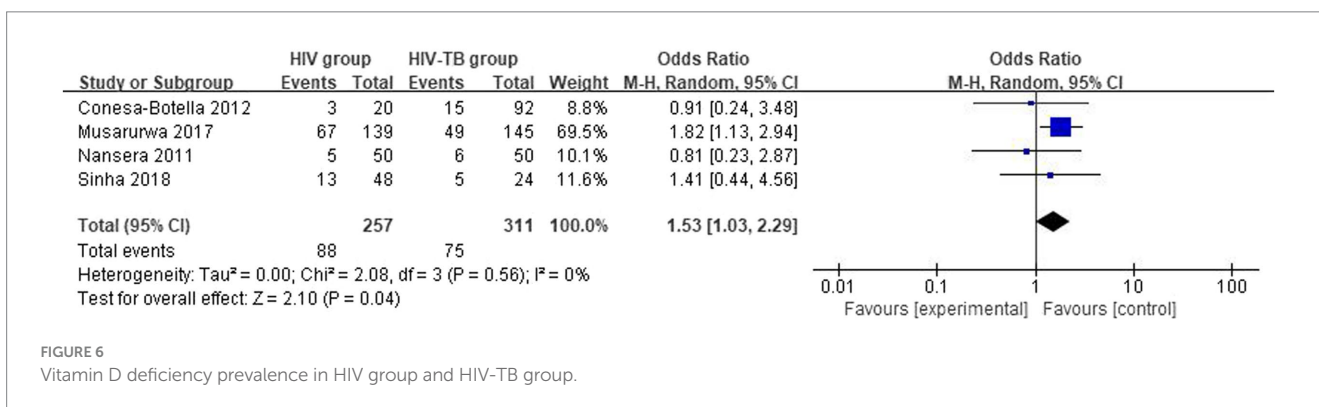 HIV group HIV-TB group Odds Ratio Odds Ratio
Study or Subgroup Events Total Events Total Weight M-H, Random, 95% CI M-H, Random, 95% CI
Conesa-Botella 2012 3 20 15 92 8.8% 0.91 [0.24, 3.48]
Musarurwa 2017 67 139 49 145 69.5% 1.82 [1.13, 2.94]
Nansera 2011 5 50 6 50 10.1% 0.81 [0.23, 2.87]
Sinha 2018 13 48 5 24 11.6% 1.41 [0.44, 4.56]
Total (95% CI) 257 311 100.0% 1.53 [1.03, 2.29]
Total events 88 75
Heterogeneity: Tau² = 0.00; Chi² = 2.08, df = 3 (P = 0.56); I² = 0%
Test for overall effect: Z = 2.10 (P = 0.04)
0.01 0.1 1 10 100
Favours [experimental] Favours [control]
FIGURE 6
Vitamin D deficiency prevalence in HIV group and HIV-TB group.